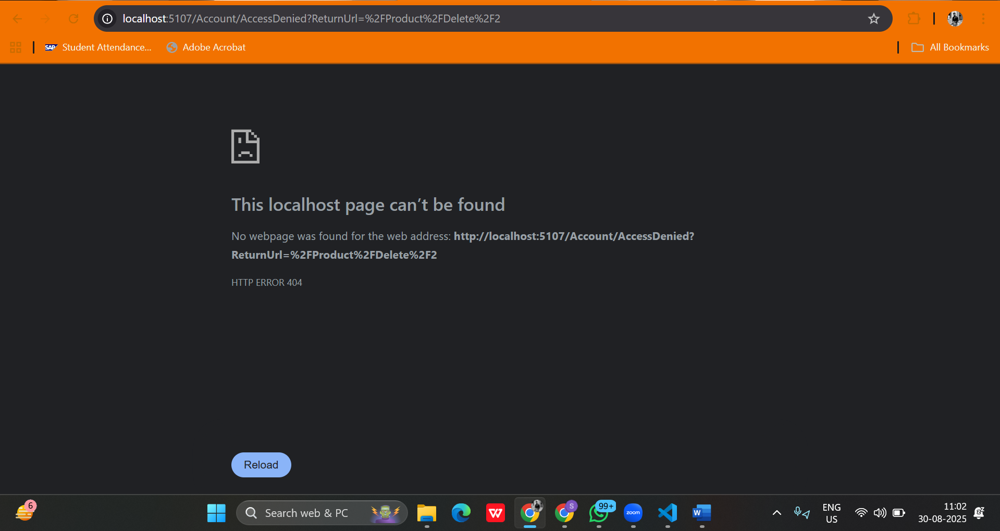 localhost:5107/Account/AccessDenied?ReturnUrl=%2FProduct%2FDelete%2F2
SAP Student Attendance... Adobe Acrobat All Bookmarks
This localhost page can’t be found
No webpage was found for the web address: http://localhost:5107/Account/AccessDenied?
ReturnUrl=%2FProduct%2FDelete%2F2
HTTP ERROR 404
Reload
6
Search web & PC
W
S
99+
zoom
W
ENG
US
11:02
30-08-2025